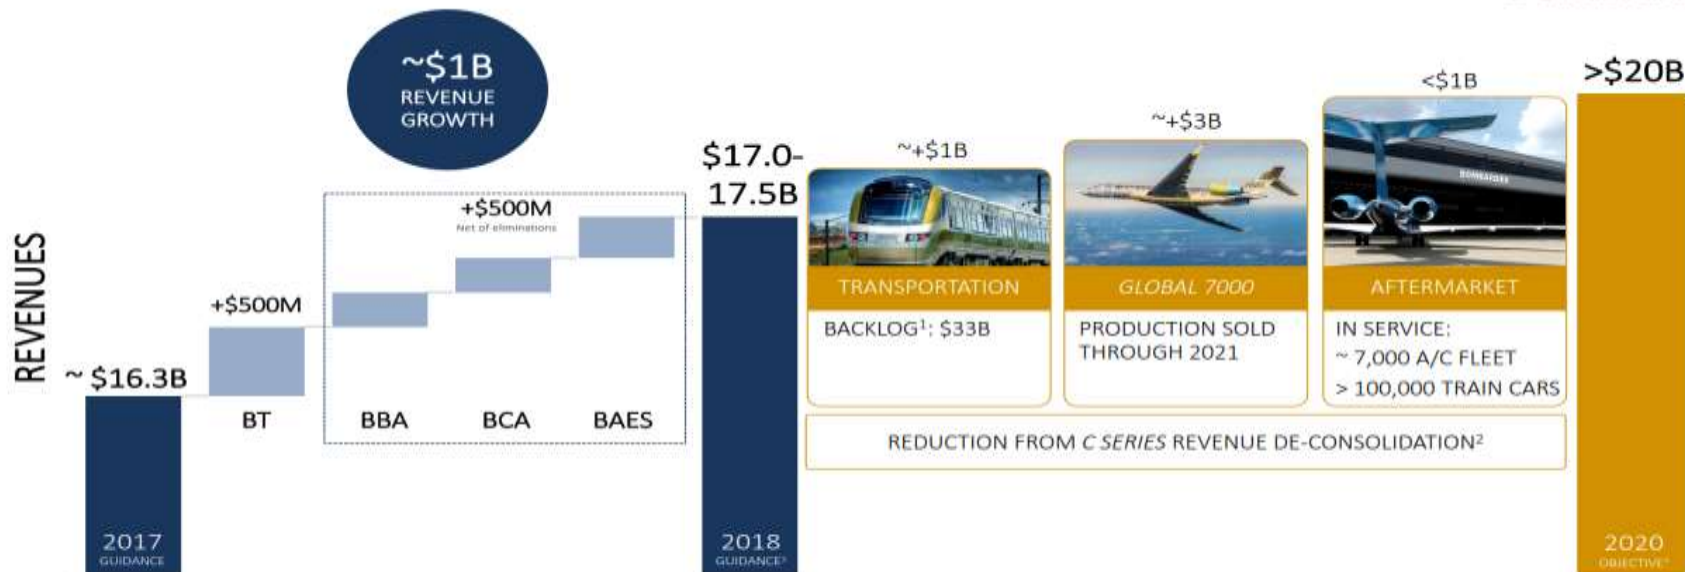 ~$1B
REVENUE
GROWTH
REVENUES
~ $16.3B
2017
GUIDANCE
+$500M
BT
BBA
+$500M
Net of eliminations
BCA
BAES
$17.0-
17.5B
2018
GUIDANCE³
~+$1B
TRANSPORTATION
BACKLOG¹: $33B
~+$3B
GLOBAL 7000
PRODUCTION SOLD
THROUGH 2021
<$1B
BOMBARDIER
AFTERMARKET
IN SERVICE:
~ 7,000 A/C FLEET
> 100,000 TRAIN CARS
REDUCTION FROM C SERIES REVENUE DE-CONSOLIDATION²
>$20B
2020